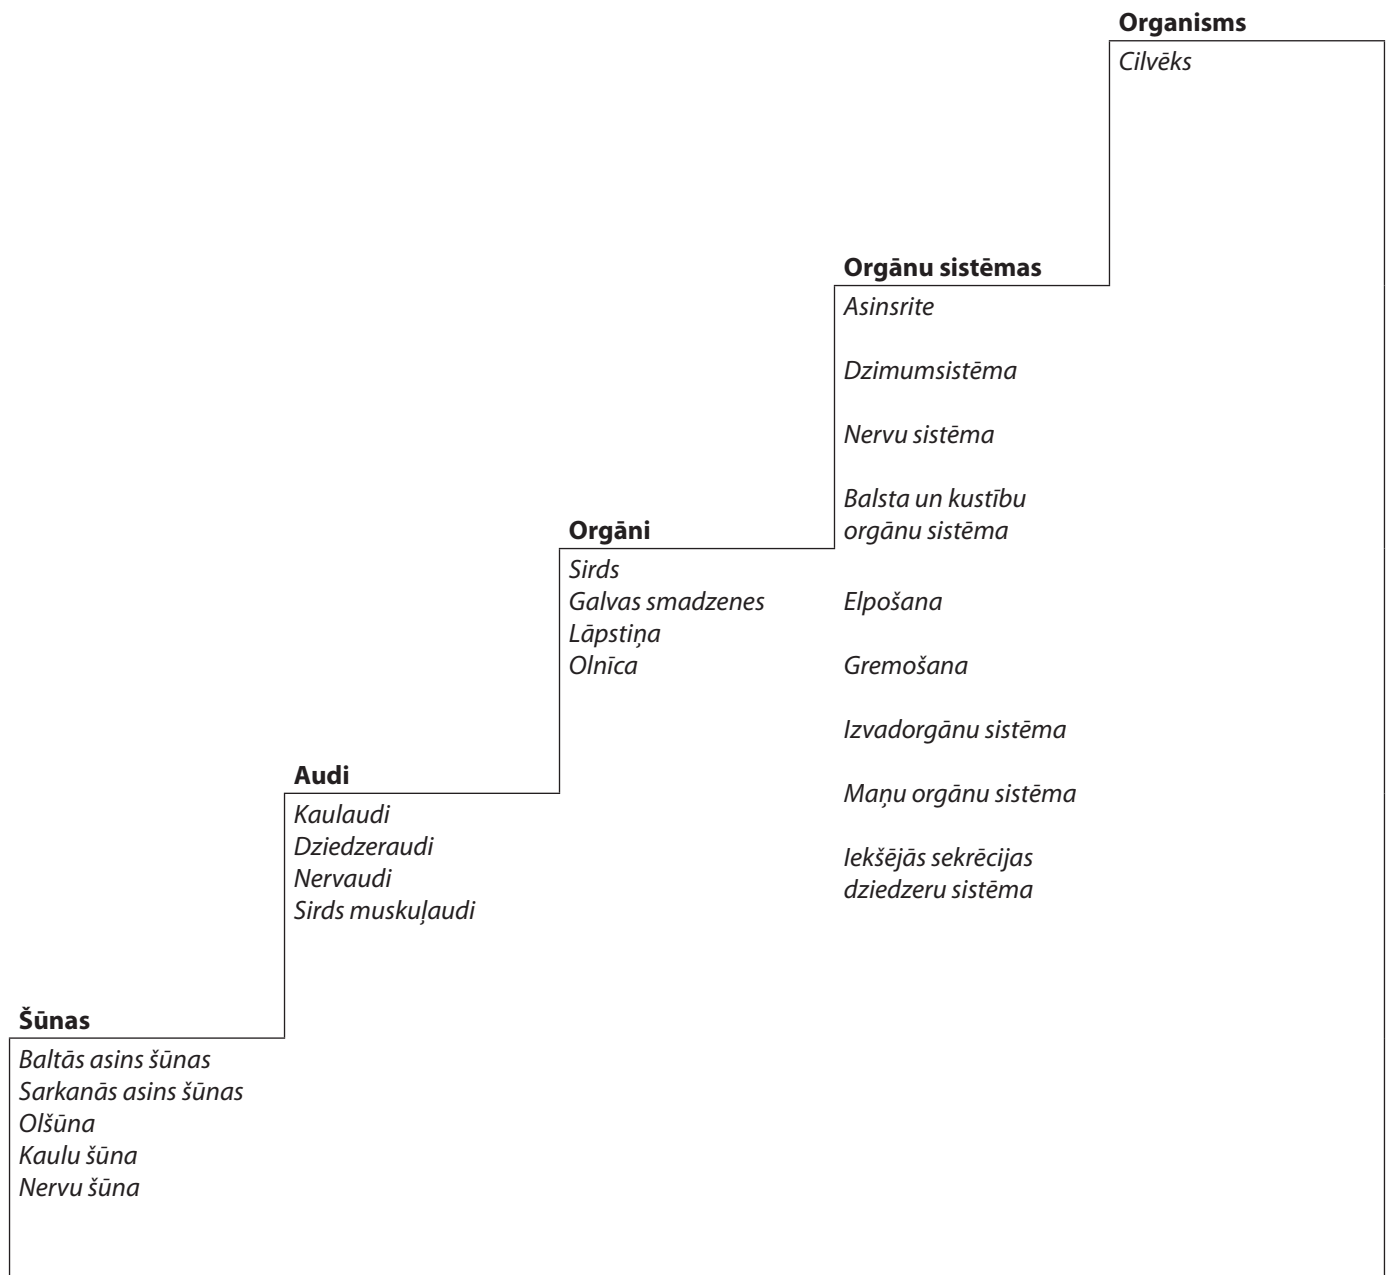 Organisms
Cilvēks
Orgānu sistēmas
Asinsrite
Dzimumsistēma
Nervu sistēma
Balsta un kustību
orgānu sistēma
Elpošana
Gremošana
Izvadorgānu sistēma
Maņu orgānu sistēma
Iekšējās sekrēcijas
dziedzeru sistēma
Orgāni
Sirds
Galvas smadzenes
Lāpstiņa
Olnīca
Audi
Kaulaudi
Dziedzeraudi
Nervaudi
Sirds muskuļaudi
Šūnas
Baltās asins šūnas
Sarkanās asins šūnas
Olšūna
Kaulu šūna
Nervu šūna